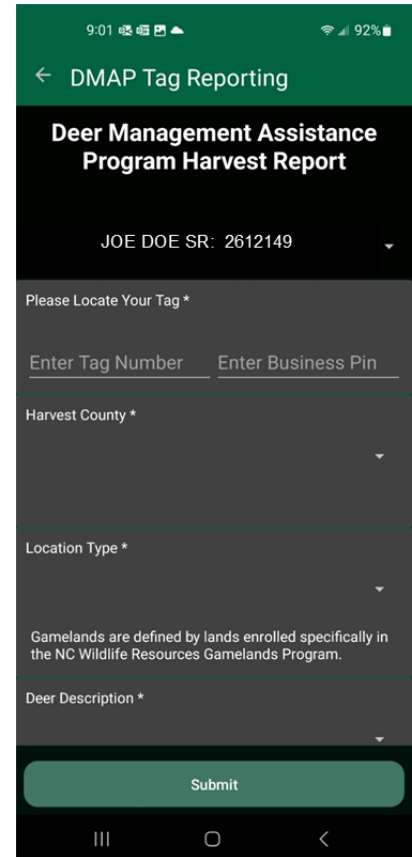 9:01 92%
DMAP Tag Reporting
Deer Management Assistance
Program Harvest Report
JOE DOE SR: 2612149
Please Locate Your Tag *
Enter Tag Number Enter Business Pin
Harvest County *
Location Type *
Gamelands are defined by lands enrolled specifically in
the NC Wildlife Resources Gamelands Program.
Deer Description *
Submit